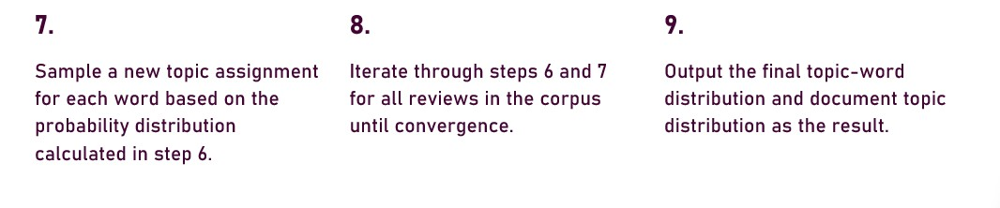 7.
Sample a new topic assignment
for each word based on the
probability distribution
calculated in step 6.
8.
Iterate through steps 6 and 7
for all reviews in the corpus
until convergence.
9.
Output the final topic-word
distribution and document topic
distribution as the result.